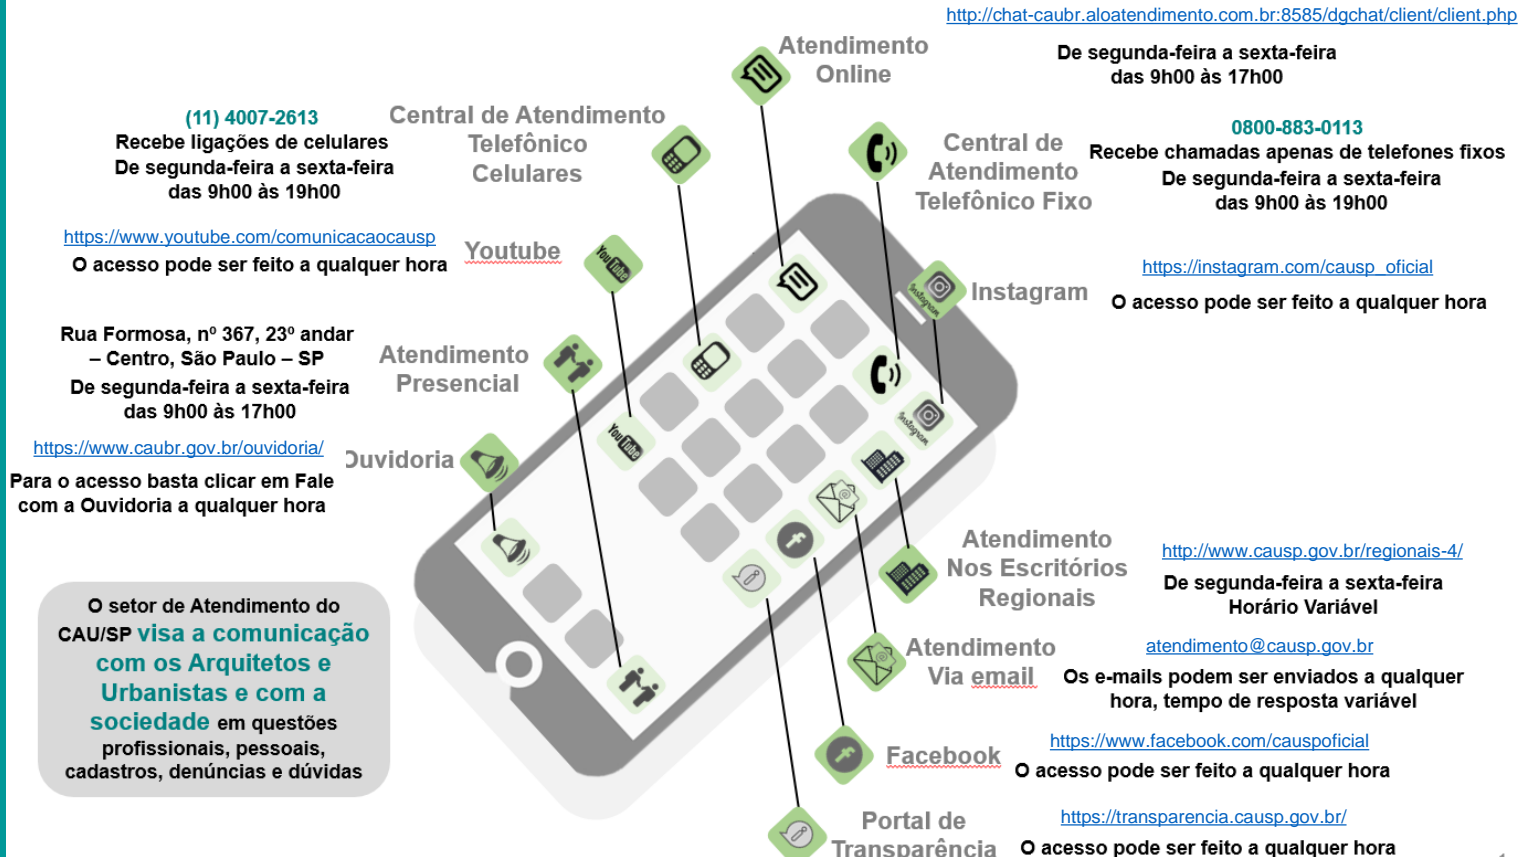 http://chat-caubr.aloatendimento.com.br:8585/dgchat/client/client.php
Atendimento
Online
De segunda-feira a sexta-feira
das 9h00 às 17h00
(11) 4007-2613
Recebe ligações de celulares
De segunda-feira a sexta-feira
das 9h00 às 19h00
Central de Atendimento
Telefônico
Celulares
Central de
Atendimento
Telefônico Fixo
0800-883-0113
Recebe chamadas apenas de telefones fixos
De segunda-feira a sexta-feira
das 9h00 às 19h00
https://www.youtube.com/comunicacaocausp
O acesso pode ser feito a qualquer hora
Youtube
YouTube
Instagram
Instagram
https://instagram.com/causp_oficial
O acesso pode ser feito a qualquer hora
Rua Formosa, nº 367, 23º andar
– Centro, São Paulo – SP
De segunda-feira a sexta-feira
das 9h00 às 17h00
Atendimento
Presencial
YouTube
Instagram
https://www.caubr.gov.br/ouvidoria/
Para o acesso basta clicar em Fale
com a Ouvidoria a qualquer hora
Ouvidoria
Atendimento
Nos Escritórios
Regionais
http://www.causp.gov.br/regionais-4/
De segunda-feira a sexta-feira
Horário Variável
O setor de Atendimento do
CAU/SP visa a comunicação
com os Arquitetos e
Urbanistas e com a
sociedade em questões
profissionais, pessoais,
cadastros, denúncias e dúvidas
Atendimento
Via email
atendimento@causp.gov.br
Os e-mails podem ser enviados a qualquer
hora, tempo de resposta variável
Facebook
https://www.facebook.com/causpoficial
O acesso pode ser feito a qualquer hora
Portal de
Transparência
https://transparencia.causp.gov.br/
O acesso pode ser feito a qualquer hora